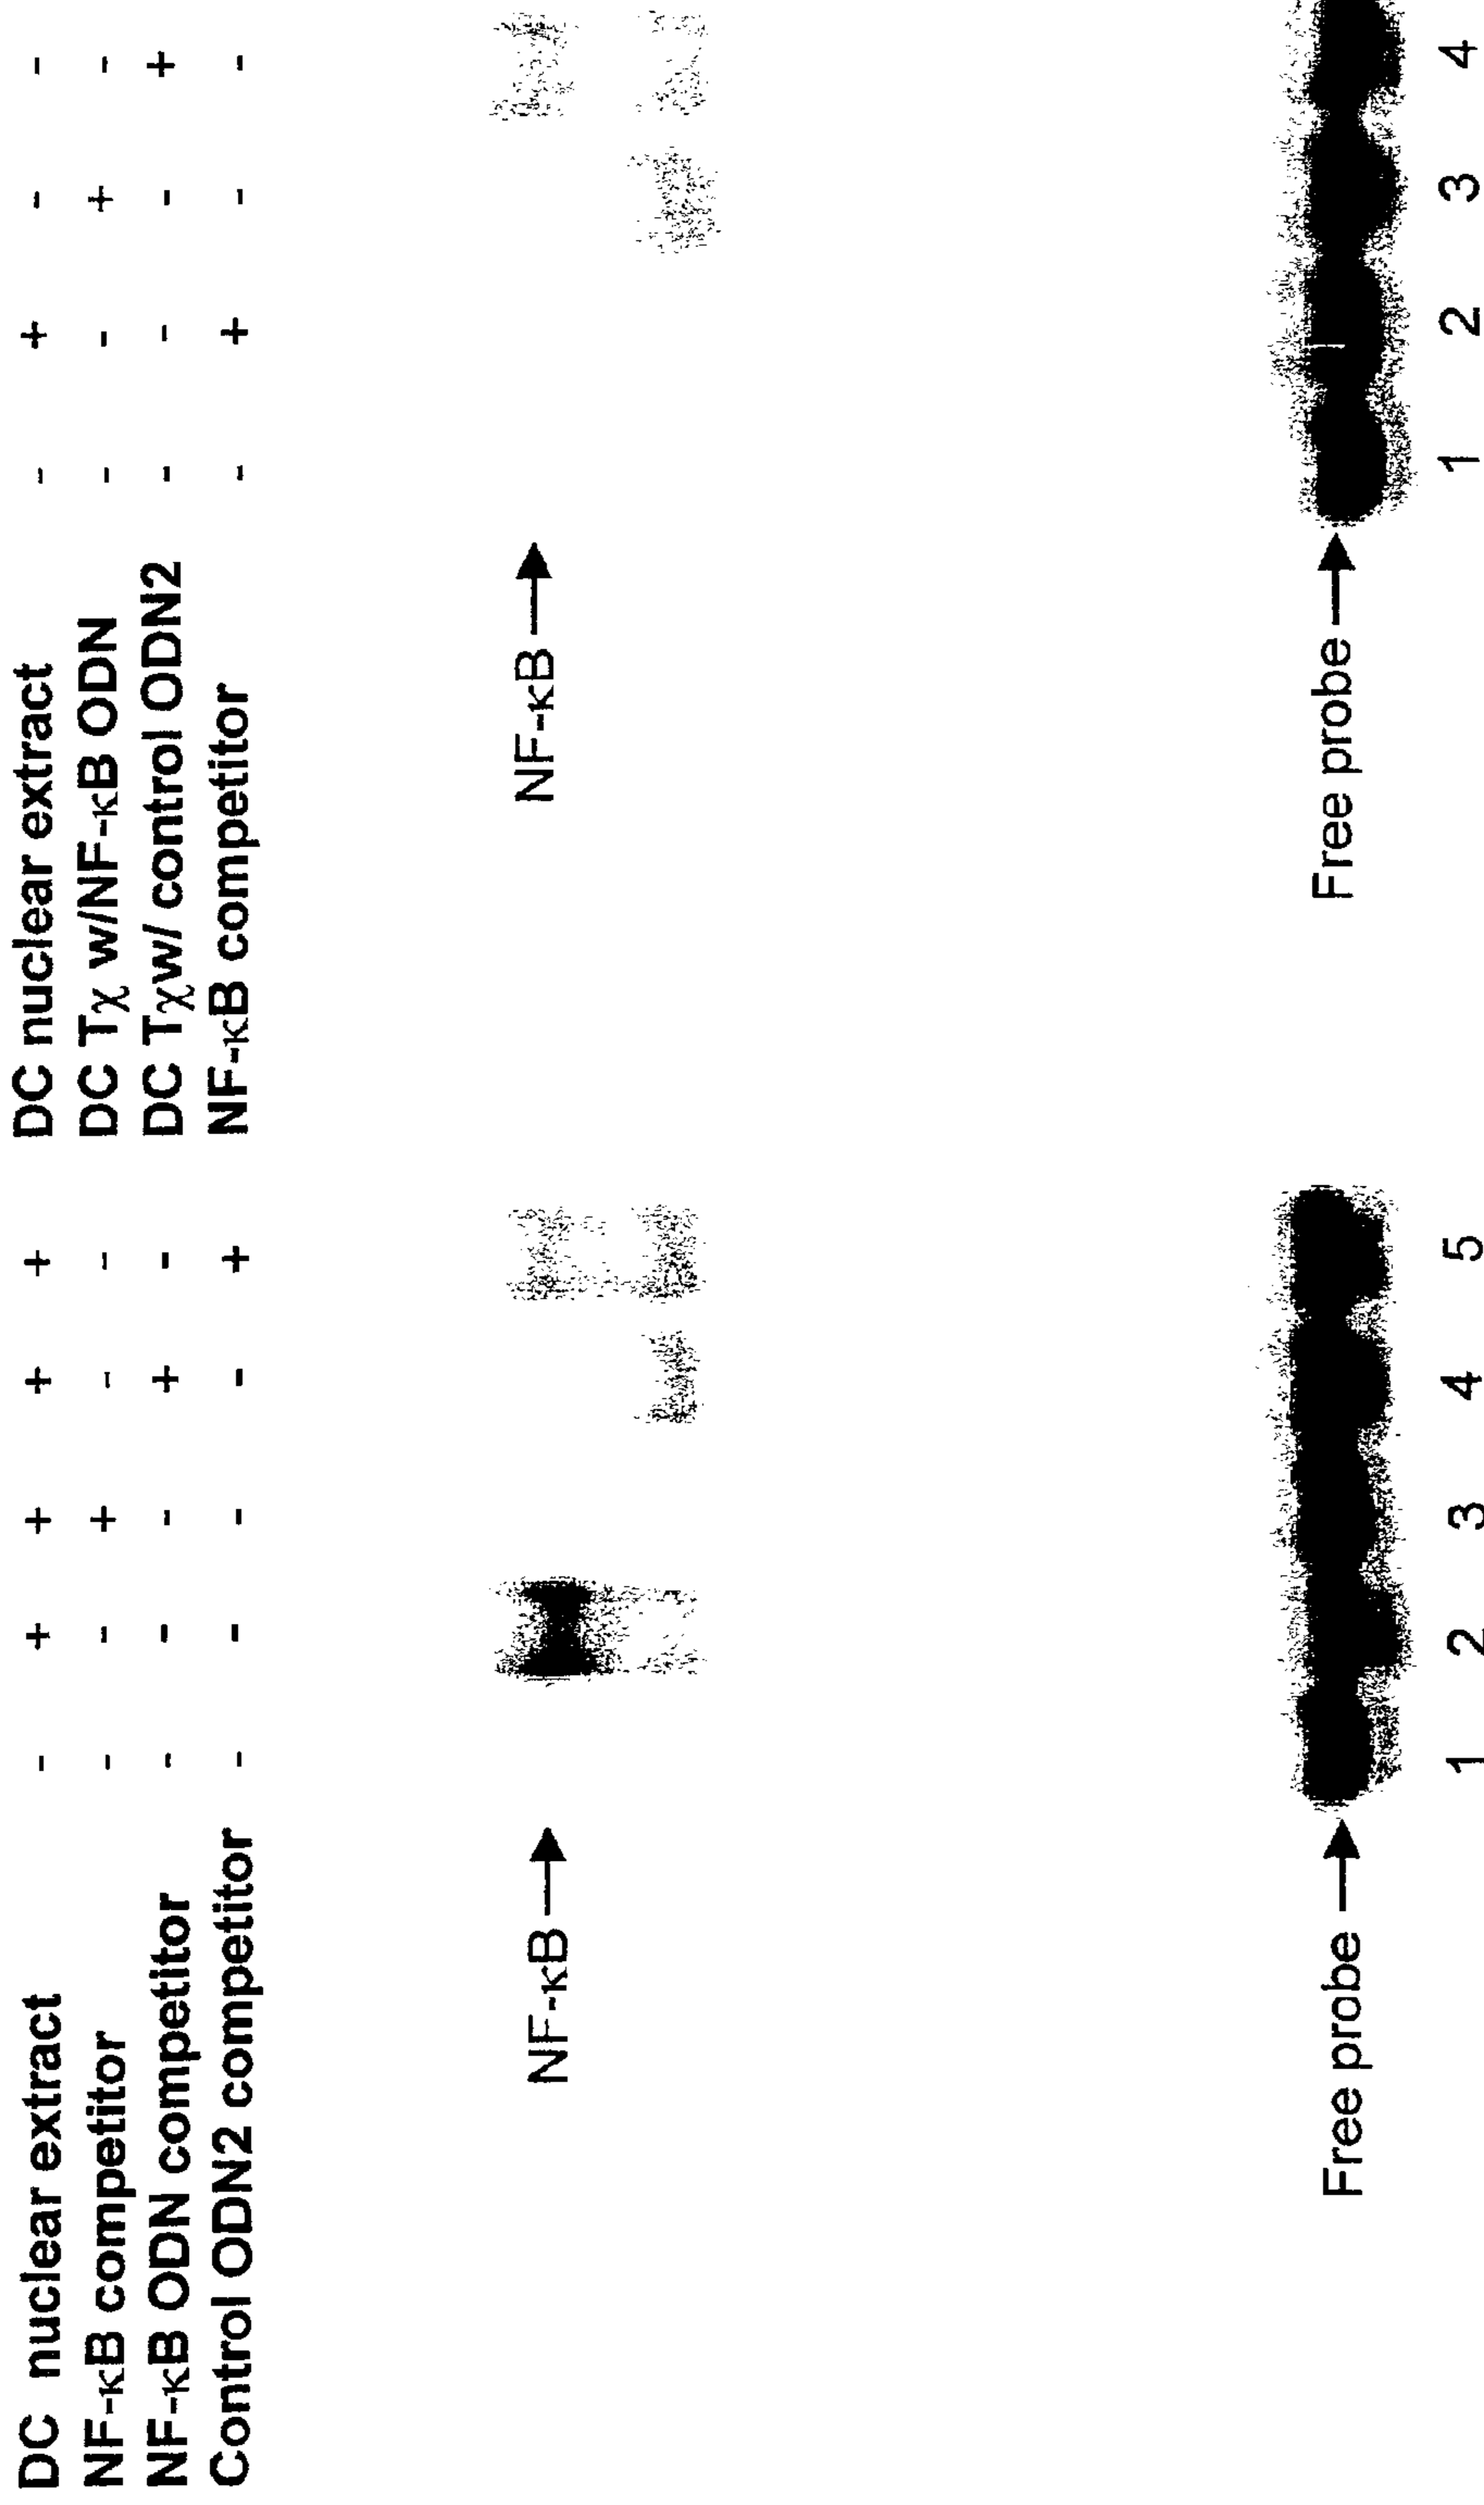 DC nuclear extract - + + + +
NF-κB competitor - - + - -
NF-κB ODN competitor - - - + -
Control ODN2 competitor - - - - +
NF-κB
Free probe
1 2 3 4 5
DC nuclear extract - + - -
DC Tχ w/NF-κB ODN - - + -
DC Tχw/ control ODN2 - - - +
NF-κB competitor - + - -
NF-κB
Free probe
1 2 3 4